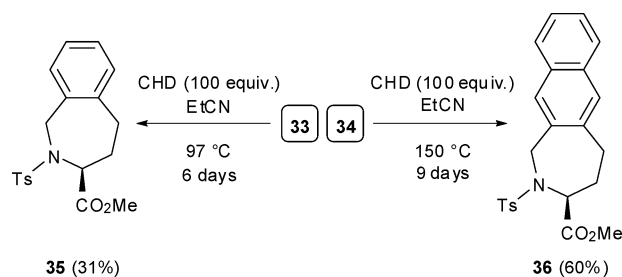 CHD (100 equiv.)
EtCN
97 °C
6 days
33 34
CHD (100 equiv.)
EtCN
150 °C
9 days
N
Ts
CO2Me
35 (31%)
N
Ts
CO2Me
36 (60%)